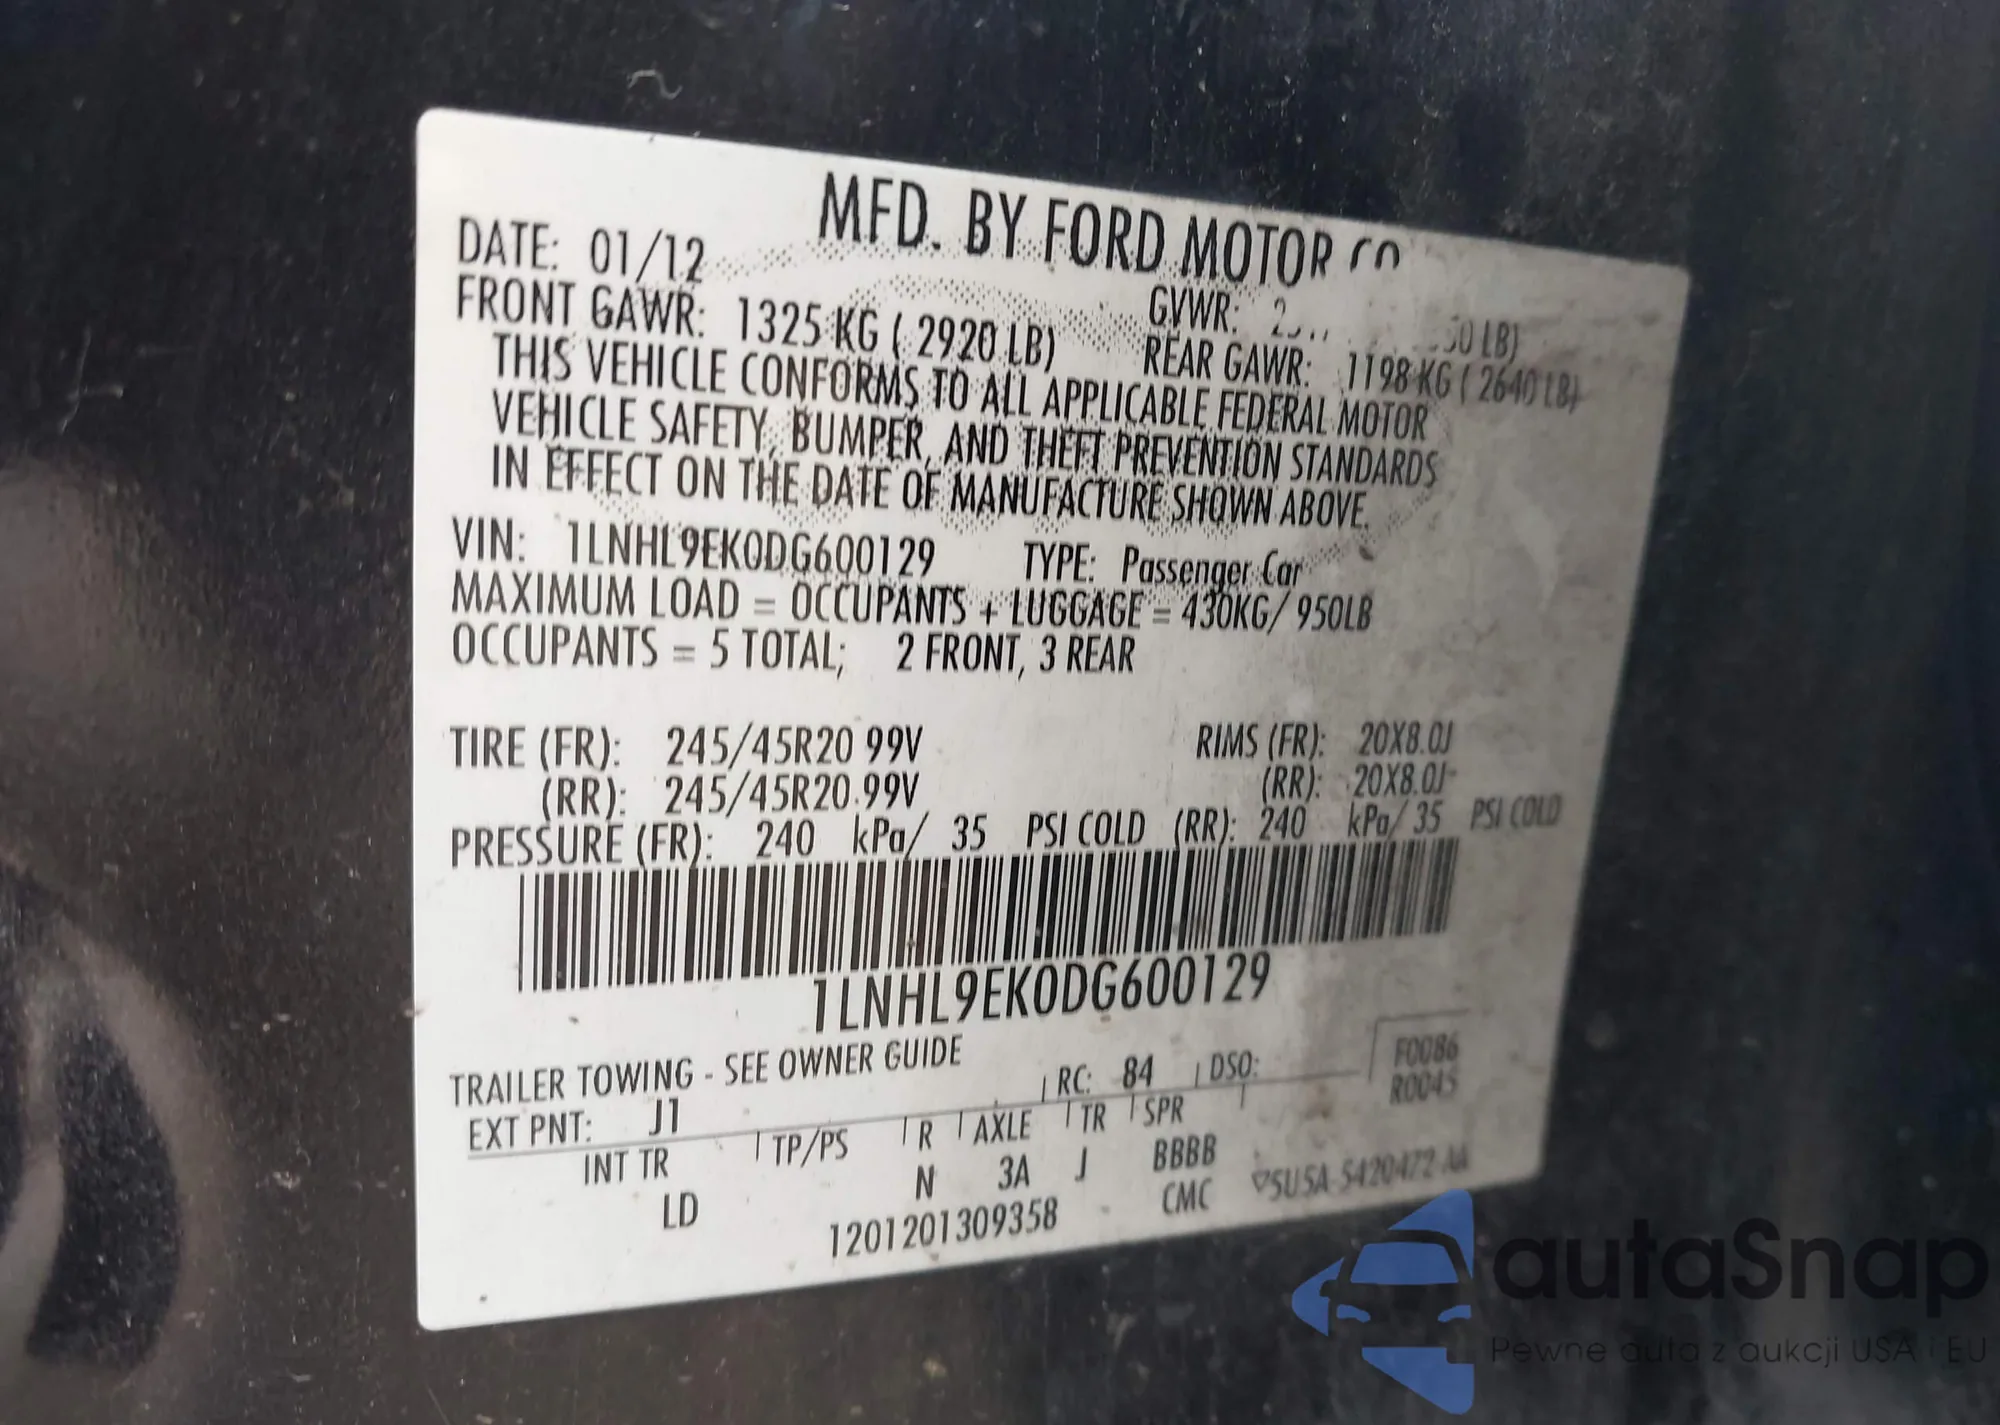 MFD. BY FORD MOTOR CO
DATE: 01/12
GVWR:
FRONT GAWR: 1325 KG ( 2920 LB) REAR GAWR: 1198 KG ( 2640 LB)
THIS VEHICLE CONFORMS TO ALL APPLICABLE FEDERAL MOTOR
VEHICLE SAFETY, BUMPER, AND THEFT PREVENTION STANDARDS
IN EFFECT ON THE DATE OF MANUFACTURE SHOWN ABOVE.
VIN: 1LNHL9EK0DG600129 TYPE: Passenger Car
MAXIMUM LOAD = OCCUPANTS + LUGGAGE = 430KG/ 950LB
OCCUPANTS = 5 TOTAL; 2 FRONT, 3 REAR
TIRE (FR): 245/45R20 99V RIMS (FR): 20X8.0J
(RR): 245/45R20 99V (RR): 20X8.0J
PRESSURE (FR): 240 kPa/ 35 PSI COLD (RR): 240 kPa/ 35 PSI COLD
1LNHL9EK0DG600129
TRAILER TOWING - SEE OWNER GUIDE
F0086
R0045
EXT PNT: J1 RC: 84 DSO:
INT TR TP/PS R AXLE TR SPR
LD N 3A J BBBB
1201201309358 CMC 5U5A-5420472-AA
autaSnap
Pewne auta z aukcji USA i EU